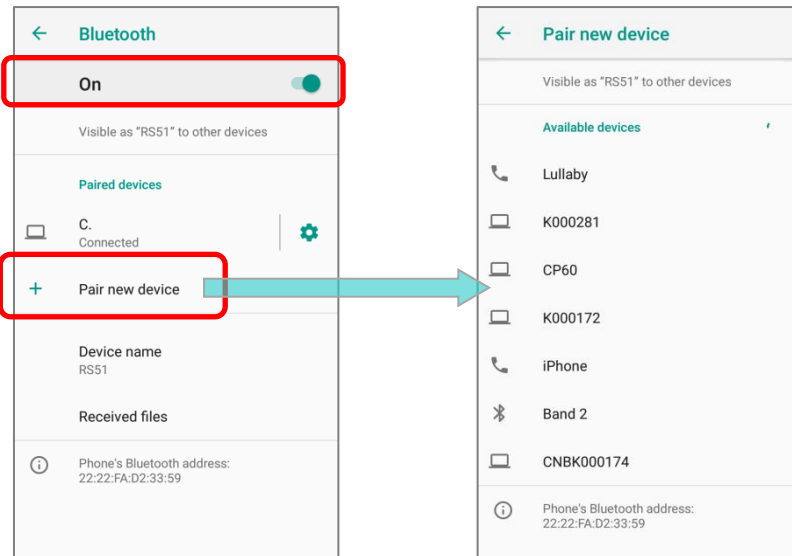 Bluetooth
On
Visible as "RS51" to other devices
Paired devices
C.
Connected
Pair new device
Device name
RS51
Received files
Phone's Bluetooth address:
22:22:FA:D2:33:59
Pair new device
Visible as "RS51" to other devices
Available devices
Lullaby
K000281
CP60
K000172
iPhone
Band 2
CNBK000174
Phone's Bluetooth address:
22:22:FA:D2:33:59